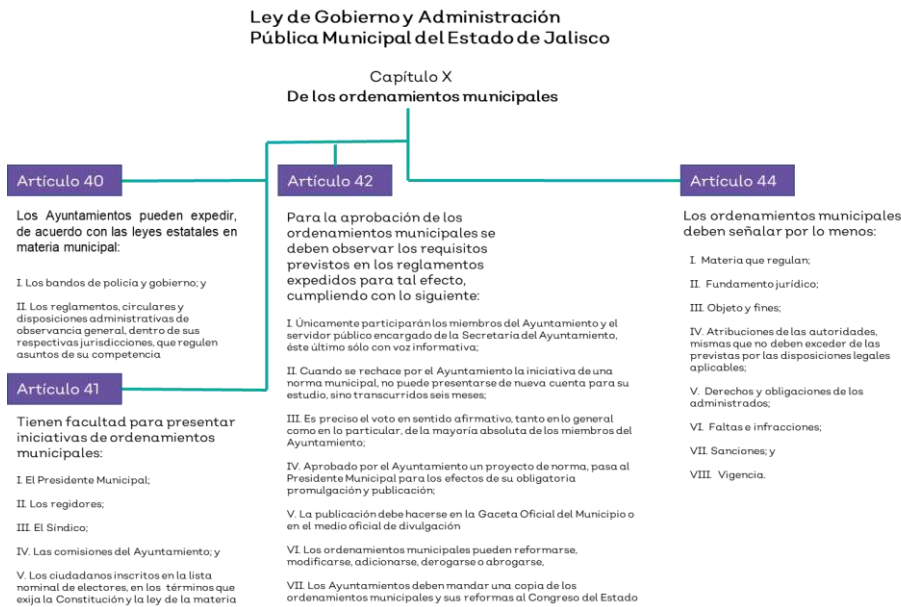 Ley de Gobierno y Administración
Pública Municipal del Estado de Jalisco
Capítulo X
De los ordenamientos municipales
Artículo 40
Los Ayuntamientos pueden expedir,
de acuerdo con las leyes estatales en
materia municipal:
I. Los bandos de policía y gobierno; y
II. Los reglamentos, circulares y
disposiciones administrativas de
observancia general, dentro de sus
respectivas jurisdicciones, que regulen
asuntos de su competencia
Artículo 41
Tienen facultad para presentar
iniciativas de ordenamientos
municipales:
I. El Presidente Municipal;
II. Los regidores;
III. El Síndico;
IV. Las comisiones del Ayuntamiento; y
V. Los ciudadanos inscritos en la lista
nominal de electores, en los términos que
exija la Constitución y la ley de la materia
Artículo 42
Para la aprobación de los
ordenamientos municipales se
deben observar los requisitos
previstos en los reglamentos
expedidos para tal efecto,
cumpliendo con lo siguiente:
I. Únicamente participarán los miembros del Ayuntamiento y el
servidor público encargado de la Secretaría del Ayuntamiento,
éste último sólo con voz informativa;
II. Cuando se rechace por el Ayuntamiento la iniciativa de una
norma municipal, no puede presentarse de nueva cuenta para su
estudio, sino transcurridos seis meses;
III. Es preciso el voto en sentido afirmativo, tanto en lo general
como en lo particular, de la mayoría absoluta de los miembros del
Ayuntamiento;
IV. Aprobado por el Ayuntamiento un proyecto de norma, pasa al
Presidente Municipal para los efectos de su obligatoria
promulgación y publicación;
V. La publicación debe hacerse en la Gaceta Oficial del Municipio o
en el medio oficial de divulgación
VI. Los ordenamientos municipales pueden reformarse,
modificarse, adicionarse, derogarse o abrogarse,
VII. Los Ayuntamientos deben mandar una copia de los
ordenamientos municipales y sus reformas al Congreso del Estado
Artículo 44
Los ordenamientos municipales
deben señalar por lo menos:
I. Materia que regulan;
II. Fundamento jurídico;
III. Objeto y fines;
IV. Atribuciones de las autoridades,
mismas que no deben exceder de las
previstas por las disposiciones legales
aplicables;
V. Derechos y obligaciones de los
administrados;
VI. Faltas e infracciones;
VII. Sanciones; y
VIII. Vigencia.